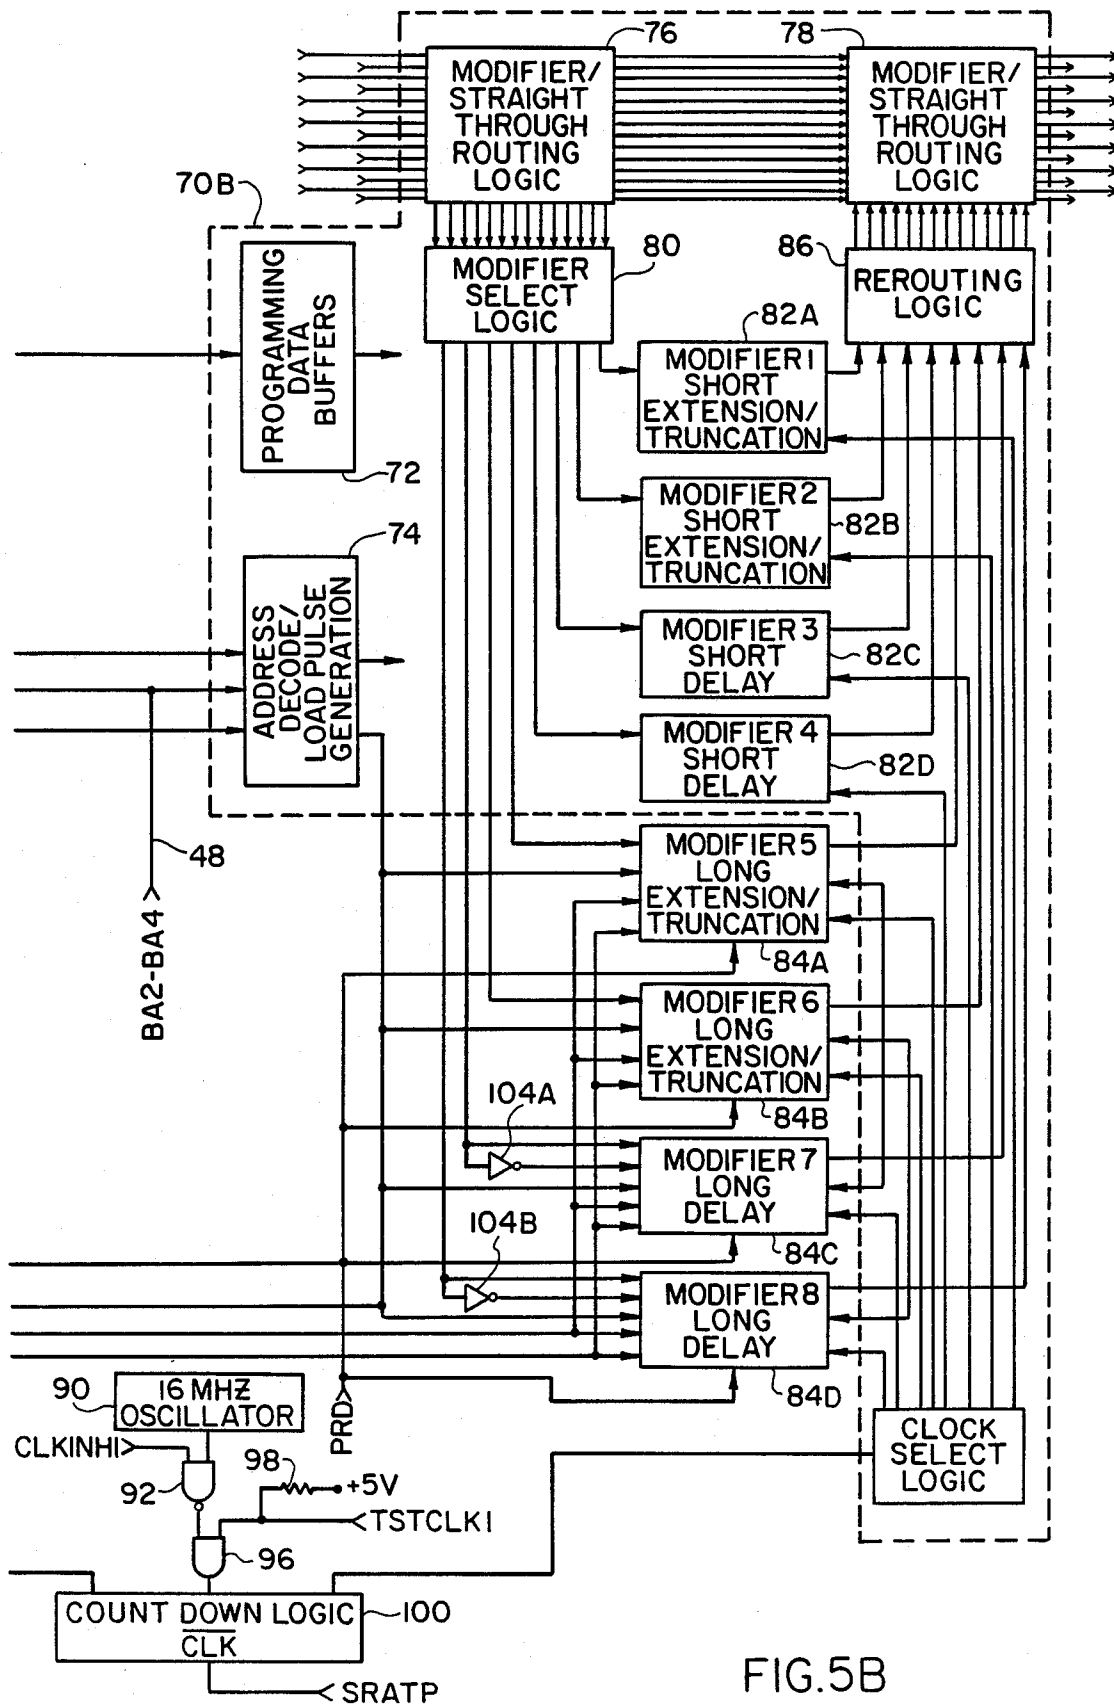 76
78
MODIFIER/
STRAIGHT
THROUGH
ROUTING
LOGIC
MODIFIER/
STRAIGHT
THROUGH
ROUTING
LOGIC
70B
PROGRAMMING
DATA
BUFFERS
72
MODIFIER
SELECT
LOGIC
80
86
REROUTING
LOGIC
82A
MODIFIER 1
SHORT
EXTENSION/
TRUNCATION
MODIFIER 2
SHORT
EXTENSION/
TRUNCATION
82B
74
ADDRESS
DECODE/
LOAD PULSE
GENERATION
MODIFIER 3
SHORT
DELAY
82C
MODIFIER 4
SHORT
DELAY
82D
48
BA2-BA4
MODIFIER 5
LONG
EXTENSION/
TRUNCATION
84A
MODIFIER 6
LONG
EXTENSION/
TRUNCATION
84B
104A
MODIFIER 7
LONG
DELAY
84C
104B
MODIFIER 8
LONG
DELAY
84D
90
16 MHZ
OSCILLATOR
PRD
CLKINHI
92
98
+5V
TSTCLKI
96
CLOCK
SELECT
LOGIC
COUNT DOWN LOGIC
CLK
100
SRATP
FIG.5B